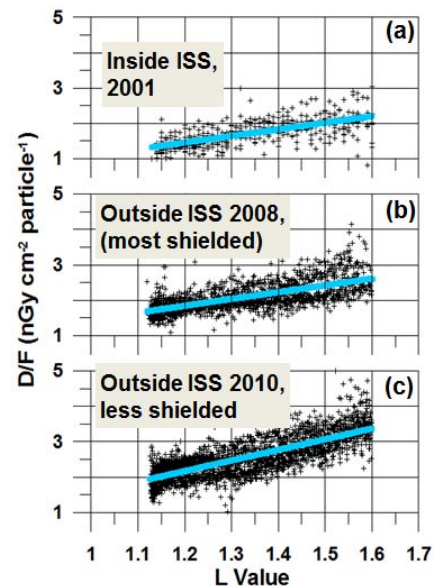 5
(a)
Inside ISS,
2001
3
1
5
(b)
Outside ISS 2008,
(most shielded)
3
1
5
(c)
Outside ISS 2010,
less shielded
3
1
D/F (nGy cm⁻² particle⁻¹)
1 1.1 1.2 1.3 1.4 1.5 1.6 1.7
L Value